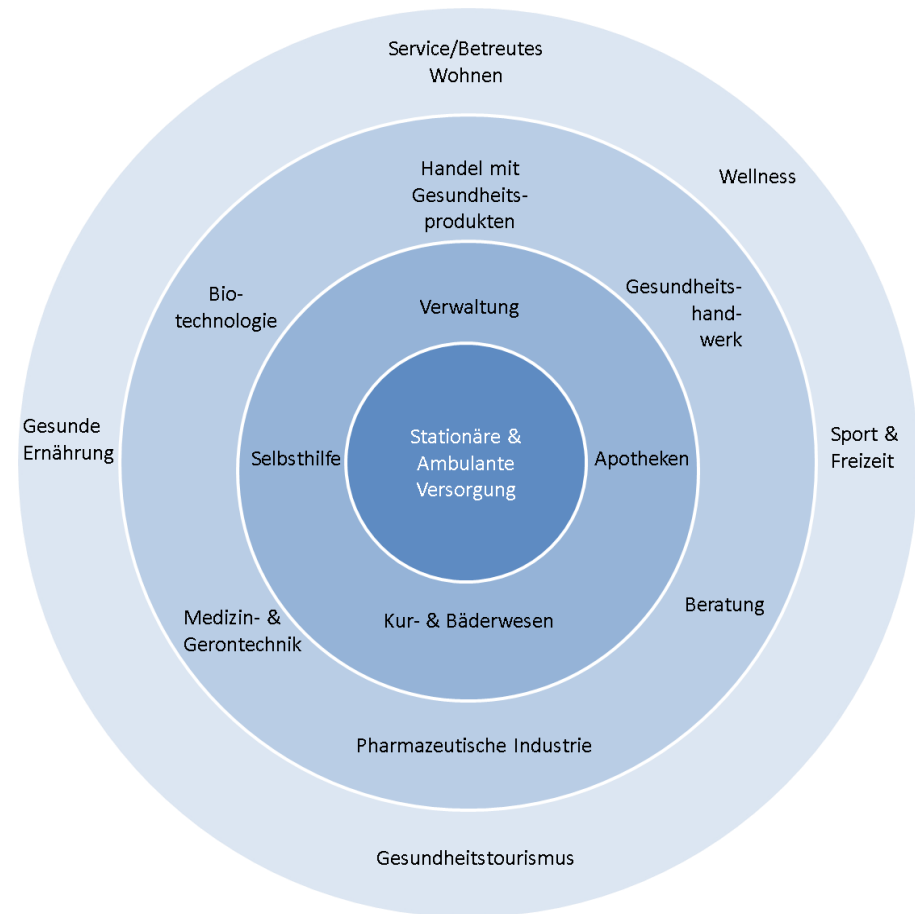 Service/Betreutes
Wohnen
Wellness
Handel mit
Gesundheits-
produkten
Bio-
technologie
Gesundheits-
hand-
werk
Verwaltung
Gesunde
Ernährung
Selbsthilfe
Stationäre &
Ambulante
Versorgung
Apotheken
Sport &
Freizeit
Medizin- &
Gerontechnik
Kur- & Bäderwesen
Beratung
Pharmazeutische Industrie
Gesundheitstourismus